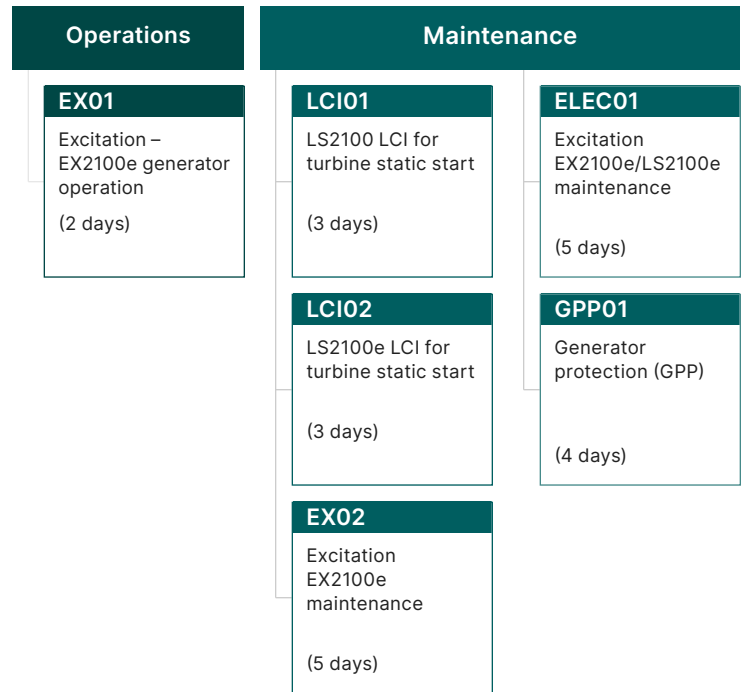 Operations
EX01
Excitation –
EX2100e generator
operation
(2 days)
Maintenance
LCI01
LS2100 LCI for
turbine static start
(3 days)
LCI02
LS2100e LCI for
turbine static start
(3 days)
EX02
Excitation
EX2100e
maintenance
(5 days)
ELEC01
Excitation
EX2100e/LS2100e
maintenance
(5 days)
GPP01
Generator
protection (GPP)
(4 days)